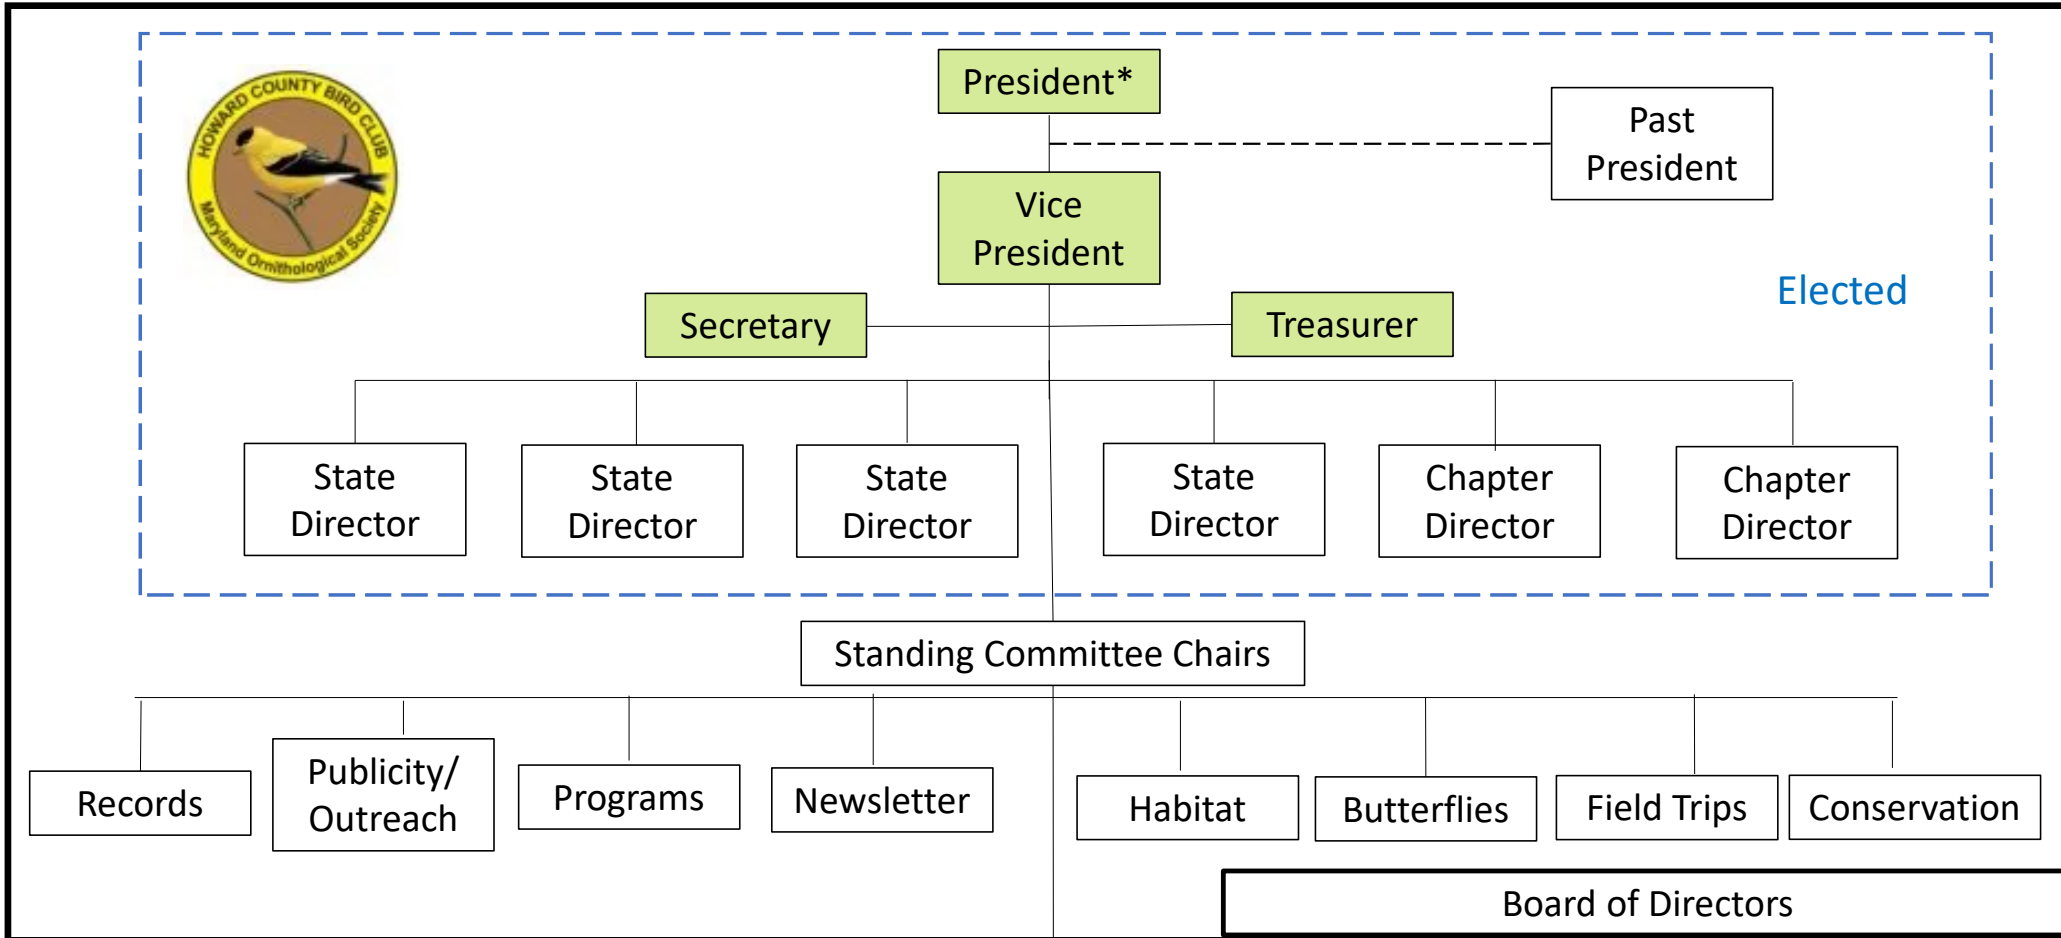 President*
HOWARD COUNTY BIRD CLUB
Maryland Ornithological Society
Past
President
Vice
President
Elected
Secretary
Treasurer
State
Director
State
Director
State
Director
State
Director
Chapter
Director
Chapter
Director
Standing Committee Chairs
Records
Publicity/
Outreach
Programs
Newsletter
Habitat
Butterflies
Field Trips
Conservation
Board of Directors